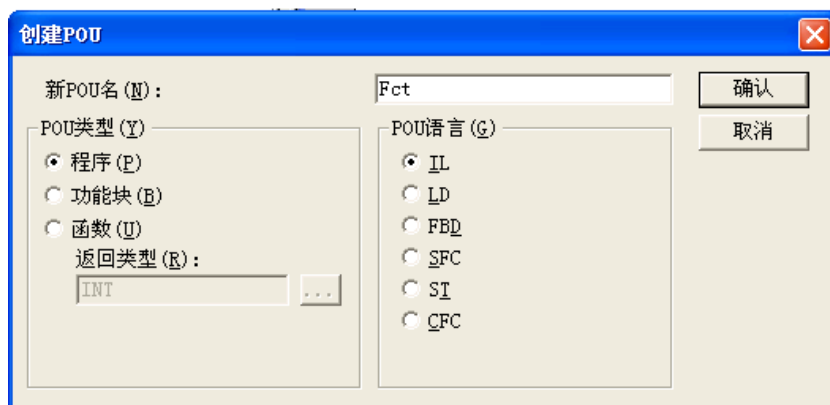 创建POU
新POU名(N): Fct 确认
POU类型(Y) POU语言(G) 取消
程序(P) IL
功能块(B) LD
函数(U) FBD
返回类型(R): SFC
INT ... ST
CFC